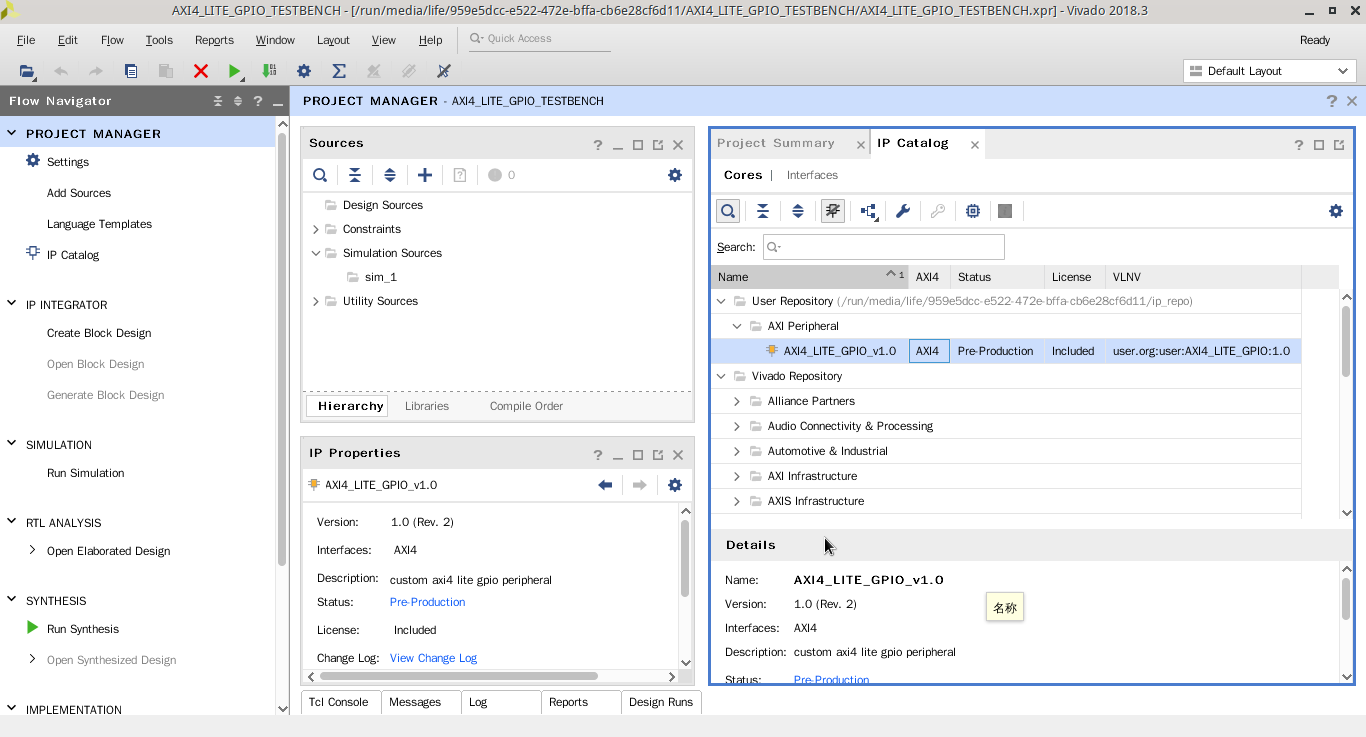 AXI4_LITE_GPIO_TESTBENCH - [/run/media/life/959e5dcc-e522-472e-bffa-cb6e28cf6d11/AXI4_LITE_GPIO_TESTBENCH/AXI4_LITE_GPIO_TESTBENCH.xpr] - Vivado 2018.3
File Edit Flow Tools Reports Window Layout View Help Quick Access Ready
Default Layout
Flow Navigator
PROJECT MANAGER
Settings
Add Sources
Language Templates
IP Catalog
IP INTEGRATOR
Create Block Design
Open Block Design
Generate Block Design
SIMULATION
Run Simulation
RTL ANALYSIS
Open Elaborated Design
SYNTHESIS
Run Synthesis
Open Synthesized Design
IMPLEMENTATION
PROJECT MANAGER - AXI4_LITE_GPIO_TESTBENCH
Sources
0
Design Sources
Constraints
Simulation Sources
sim_1
Utility Sources
Hierarchy Libraries Compile Order
IP Properties
AXI4_LITE_GPIO_v1.0
Version: 1.0 (Rev. 2)
Interfaces: AXI4
Description: custom axi4 lite gpio peripheral
Status: Pre-Production
License: Included
Change Log: View Change Log
Tcl Console Messages Log Reports Design Runs
Project Summary IP Catalog
Cores | Interfaces
Search:
Name 1 AXI4 Status License VLNV
User Repository (/run/media/life/959e5dcc-e522-472e-bffa-cb6e28cf6d11/ip_repo)
AXI Peripheral
AXI4_LITE_GPIO_v1.0 AXI4 Pre-Production Included user.org:user:AXI4_LITE_GPIO:1.0
Vivado Repository
Alliance Partners
Audio Connectivity & Processing
Automotive & Industrial
AXI Infrastructure
AXIS Infrastructure
Details
Name: AXI4_LITE_GPIO_v1.0
Version: 1.0 (Rev. 2)
名称
Interfaces: AXI4
Description: custom axi4 lite gpio peripheral
Status: Pre-Production